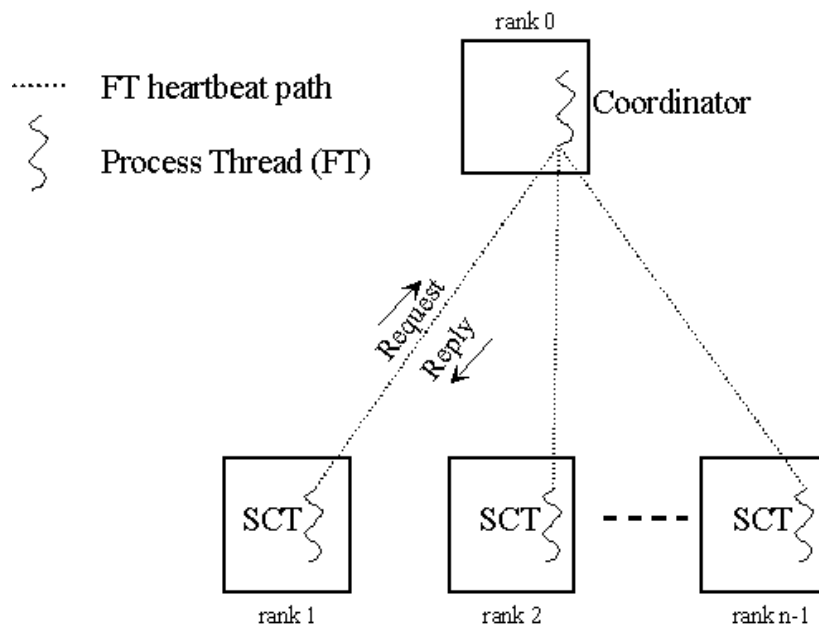 rank 0
FT heartbeat path
Coordinator
Process Thread (FT)
Request
Reply
SCT
SCT
SCT
rank 1
rank 2
rank n-1